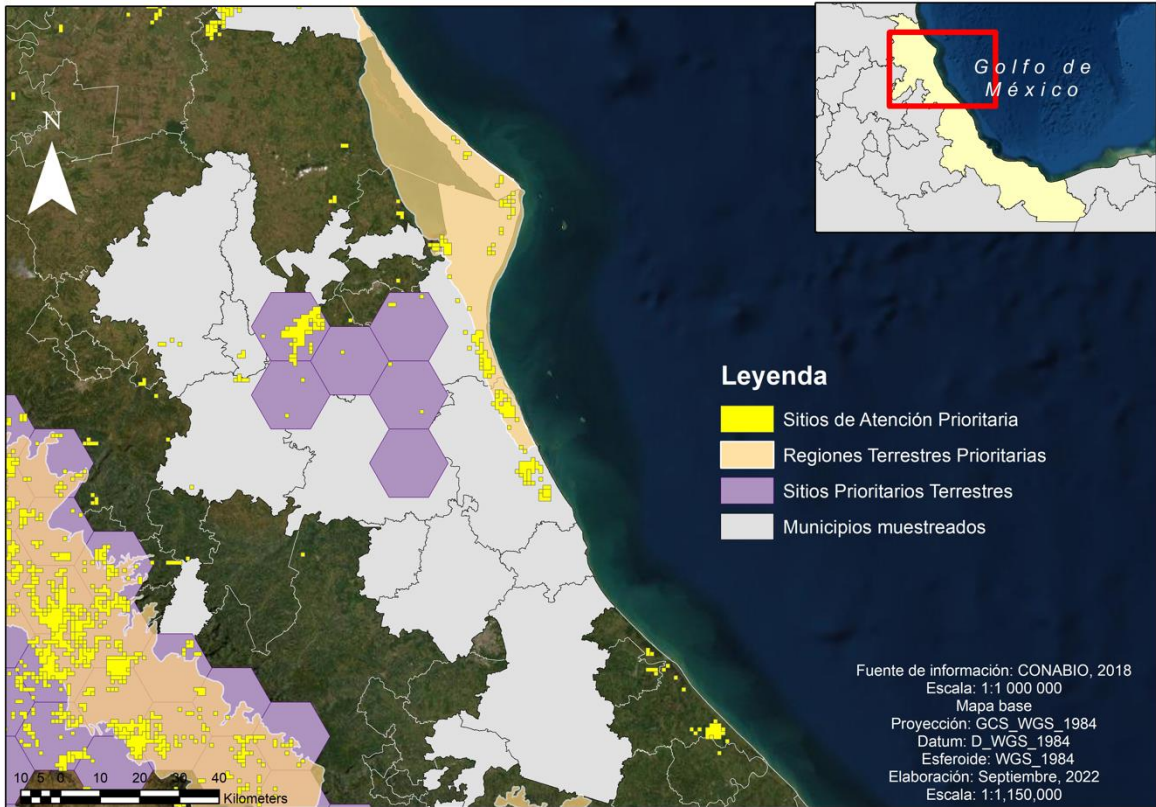 Golfo de
México
N
Leyenda
Sitios de Atención Prioritaria
Regiones Terrestres Prioritarias
Sitios Prioritarios Terrestres
Municipios muestreados
Fuente de información: CONABIO, 2018
Escala: 1:1 000 000
Mapa base
Proyección: GCS_WGS_1984
Datum: D_WGS_1984
Esferoide: WGS_1984
Elaboración: Septiembre, 2022
Escala: 1:1,150,000
10 5 0 10 20 30 40
Kilometers